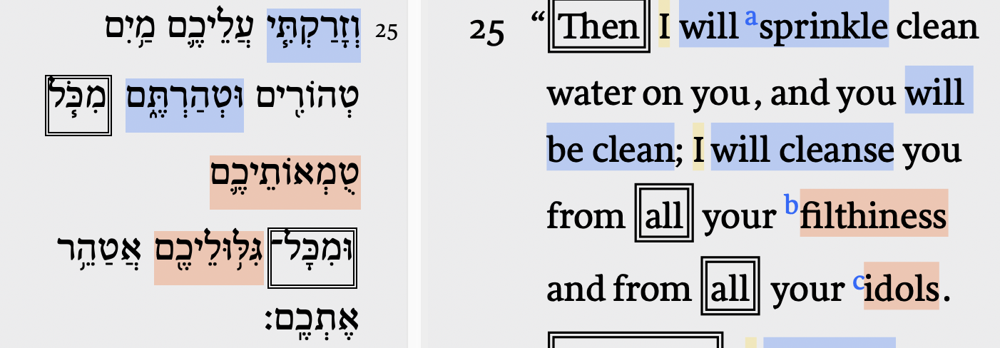 25 וְזָרַקְתִּ֧י עֲלֵיכֶ֛ם מַ֥יִם
טְהוֹרִ֖ים וּטְהַרְתֶּ֑ם מִכֹּ֧ל
טֻמְאוֹתֵיכֶ֛ם
וּמִכָּל־ גִּלּ֥וּלֵיכֶ֖ם אֲטַהֵ֥ר
אֶתְכֶֽם׃
25 “Then I will ᵃsprinkle clean
water on you, and you will
be clean; I will cleanse you
from all your ᵇfilthiness
and from all your ᶜidols.